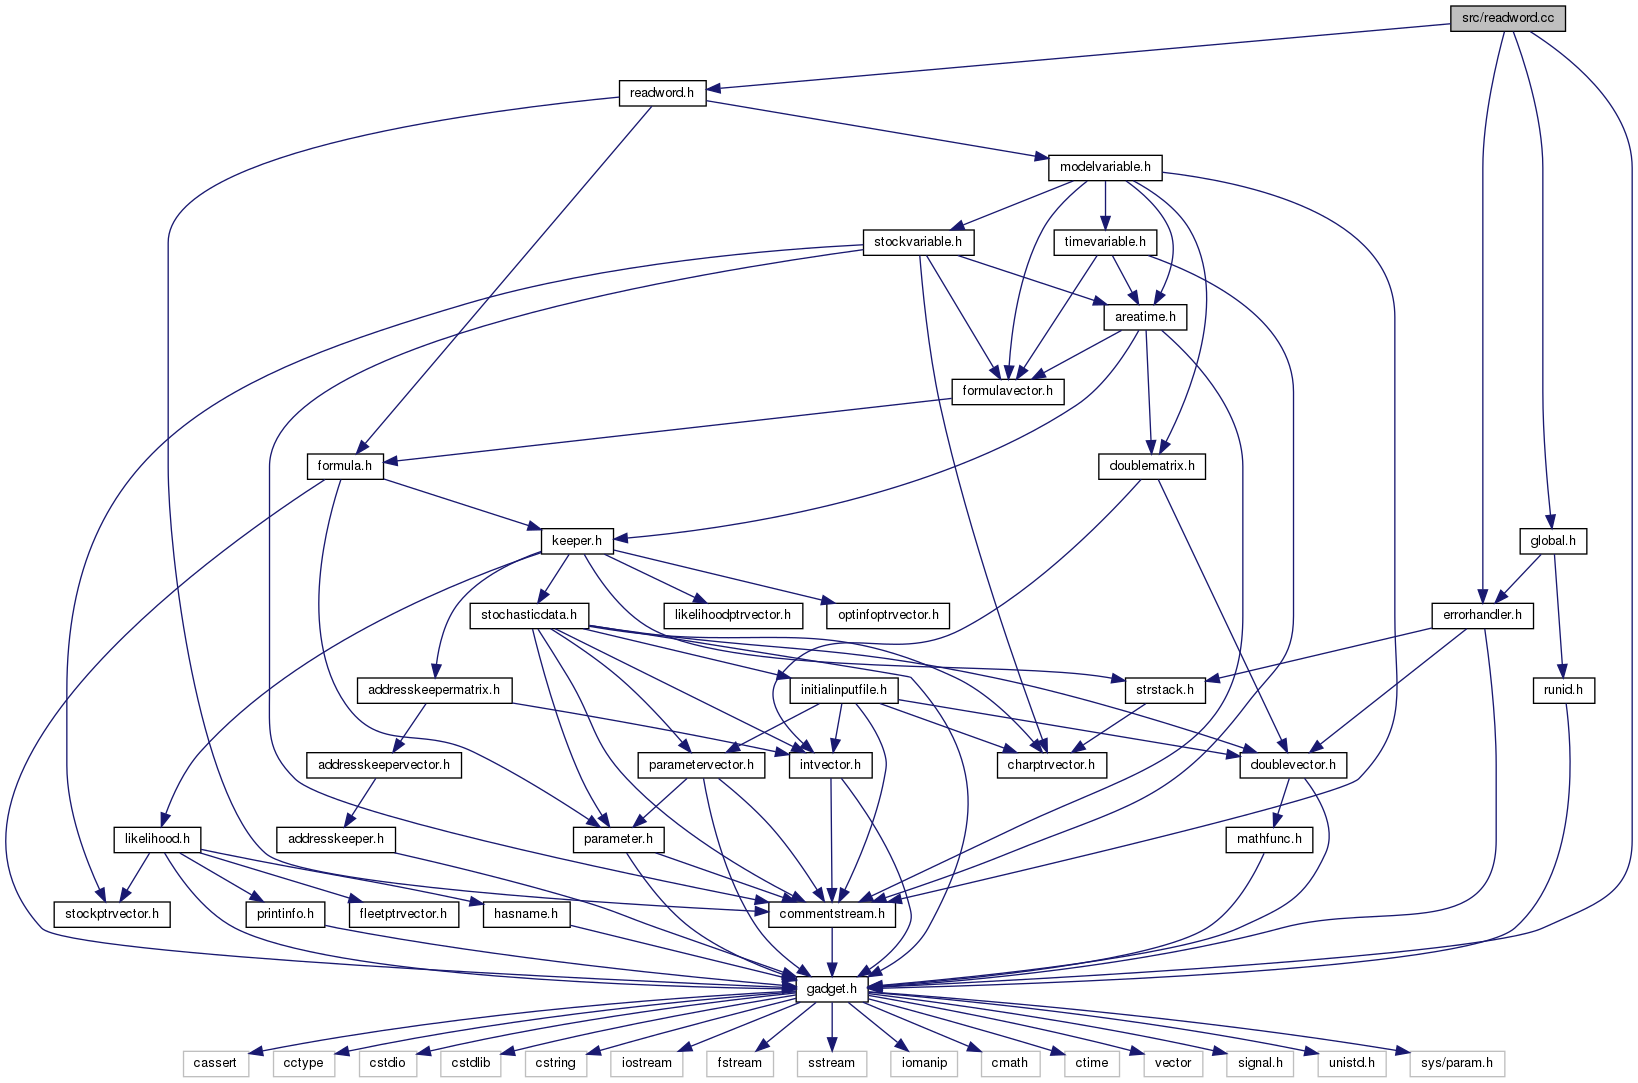 src/readword.cc
readword.h
modelvariable.h
stockvariable.h
timevariable.h
areatime.h
formulavector.h
formula.h
doublematrix.h
keeper.h
global.h
stochasticdata.h
likelihoodptrvector.h
optinfoptrvector.h
errorhandler.h
addresskeepermatrix.h
initialinputfile.h
strstack.h
runid.h
addresskeepervector.h
parametervector.h
intvector.h
charptrvector.h
doublevector.h
likelihood.h
addresskeeper.h
parameter.h
mathfunc.h
stockptrvector.h
printinfo.h
fleetptrvector.h
hasname.h
commentstream.h
gadget.h
cassert
cctype
cstdio
cstdlib
cstring
iostream
fstream
sstream
iomanip
cmath
ctime
vector
signal.h
unistd.h
sys/param.h